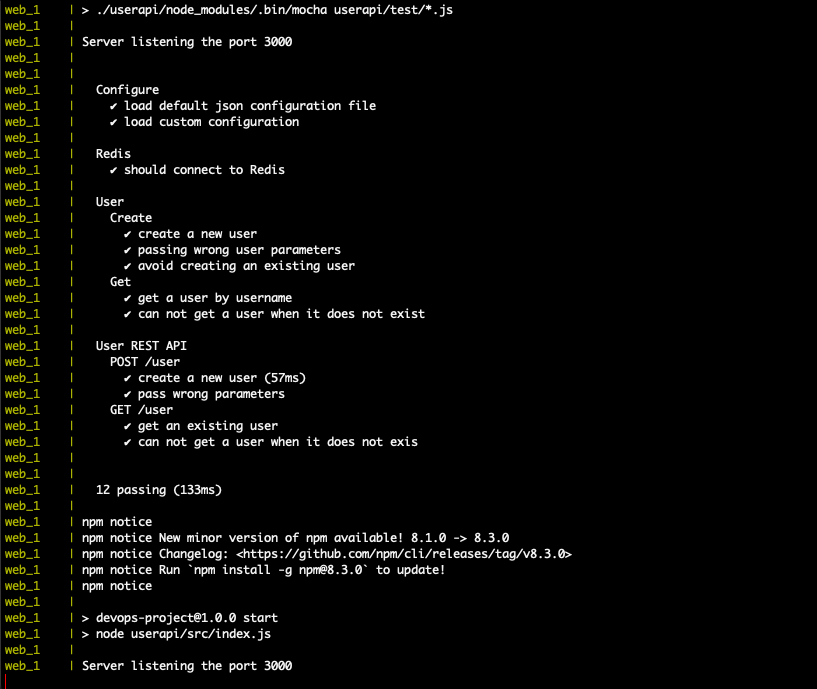 web_1     | > ./userapi/node_modules/.bin/mocha userapi/test/*.js
web_1     |
web_1     | Server listening the port 3000
web_1     |
web_1     |
web_1     |   Configure
web_1     |     ✔ load default json configuration file
web_1     |     ✔ load custom configuration
web_1     |
web_1     |   Redis
web_1     |     ✔ should connect to Redis
web_1     |
web_1     |   User
web_1     |     Create
web_1     |       ✔ create a new user
web_1     |       ✔ passing wrong user parameters
web_1     |       ✔ avoid creating an existing user
web_1     |     Get
web_1     |       ✔ get a user by username
web_1     |       ✔ can not get a user when it does not exist
web_1     |
web_1     |   User REST API
web_1     |     POST /user
web_1     |       ✔ create a new user (57ms)
web_1     |       ✔ pass wrong parameters
web_1     |     GET /user
web_1     |       ✔ get an existing user
web_1     |       ✔ can not get a user when it does not exis
web_1     |
web_1     |
web_1     |   12 passing (133ms)
web_1     |
web_1     | npm notice
web_1     | npm notice New minor version of npm available! 8.1.0 -> 8.3.0
web_1     | npm notice Changelog: <https://github.com/npm/cli/releases/tag/v8.3.0>
web_1     | npm notice Run `npm install -g npm@8.3.0` to update!
web_1     | npm notice
web_1     |
web_1     | > devops-project@1.0.0 start
web_1     | > node userapi/src/index.js
web_1     |
web_1     | Server listening the port 3000